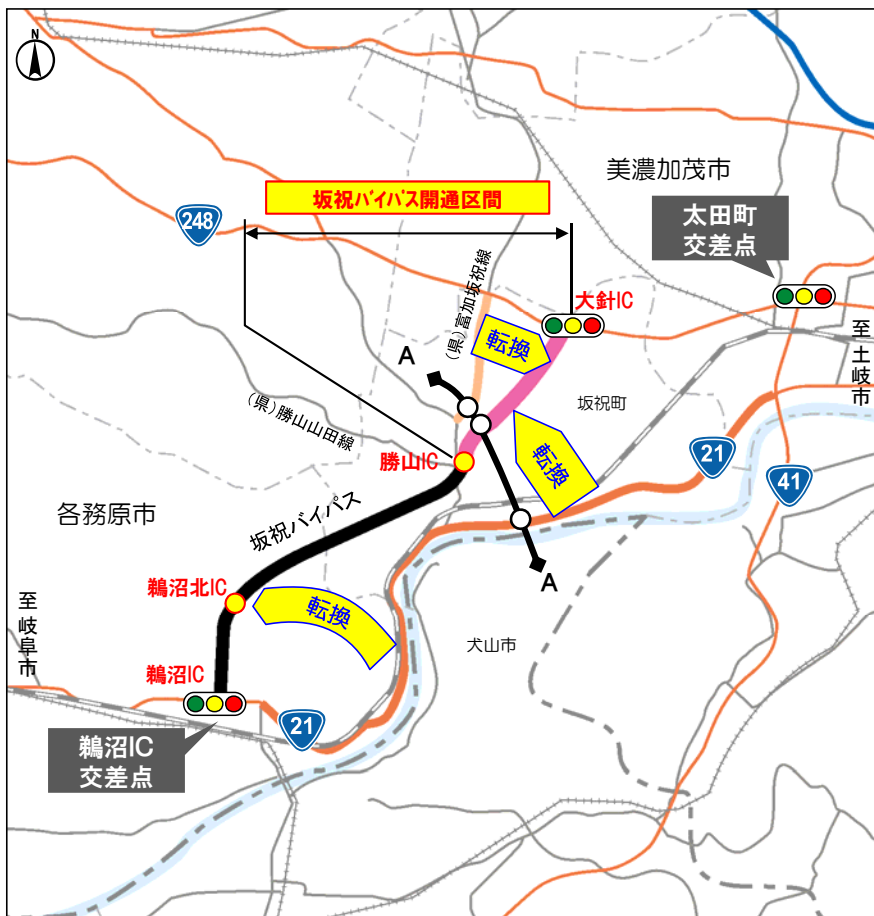 N
美濃加茂市
坂祝バイパス開通区間
太田町
交差点
248
(県)富加坂祝線
大針IC
転換
至土岐市
A
坂祝町
(県)勝山山田線
転換
21
勝山IC
41
各務原市
坂祝バイパス
A
鵜沼北IC
転換
至岐阜市
犬山市
鵜沼IC
21
鵜沼IC
交差点